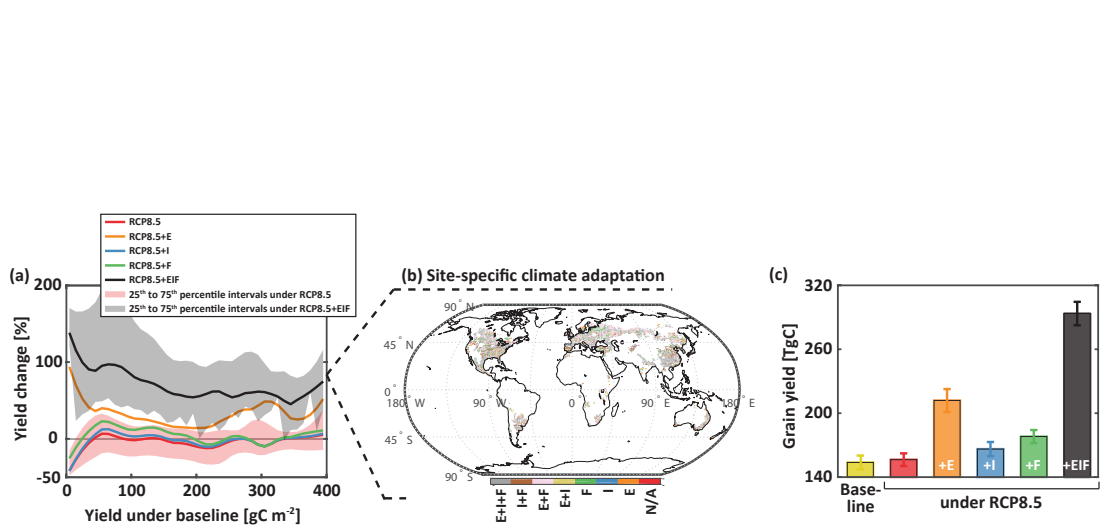 RCP8.5
RCP8.5+E
RCP8.5+I
RCP8.5+F
RCP8.5+EIF
25th to 75th percentile intervals under RCP8.5
25th to 75th percentile intervals under RCP8.5+EIF
(a)
200
100
50
0
-50
Yield change [%]
0
100
200
300
400
Yield under baseline [gC m-2]
(b) Site-specific climate adaptation
90° N
45° N
0°
180° W
90° W
0°
90° E
180° E
45° S
90° S
E+I+F
I+F
E+F
E+I
F
I
E
N/A
(c)
320
260
200
140
Grain yield [TgC]
+E
+I
+F
+EIF
Base-
line
under RCP8.5